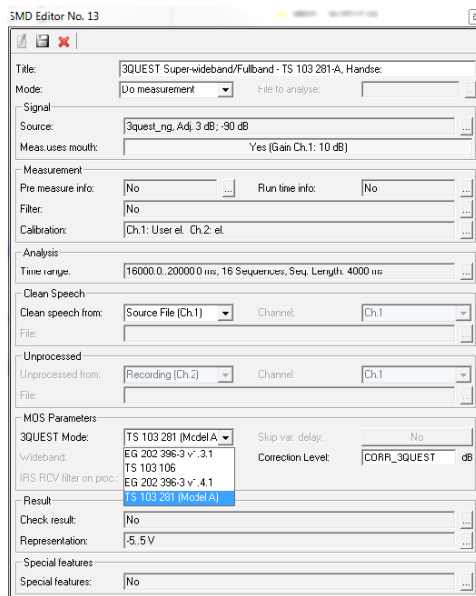 SMD Editor No. 13
Title: 3QUEST Super-wideband/Fullband - TS 103 281-A, Handse:
Mode: Do measurement File to analyse: ...
Signal
Source: 3quest_ng, Adj. 3 dB; -90 dB ...
Meas.uses mouth: Yes (Gain Ch.1: 10 dB)
Measurement
Pre measure info: No ... Run time info: No ...
Filter: No ...
Calibration: Ch.1: User el. Ch.2: el. ...
Analysis
Time range: 16000.0..20000.0 ms, 16 Sequences, Seq. Length: 4000 ms ...
Clean Speech
Clean speech from: Source File (Ch.1) Channel: Ch.1
File: ...
Unprocessed
Unprocessed from: Recording (Ch.2) Channel: Ch.1
File: ...
MOS Parameters
3QUEST Mode: TS 103 281 (Model A Skip var. delay: No
Wideband: EG 202 396-3 v`.3.1 Correction Level: CORR_3QUEST dB
TS 103 106
IRS RCV filter on proc.: EG 202 396-3 v`.4.1
TS 103 281 (Model A)
Result
Check result: No ...
Representation: -5..5 V ...
Special features
Special features: No ...